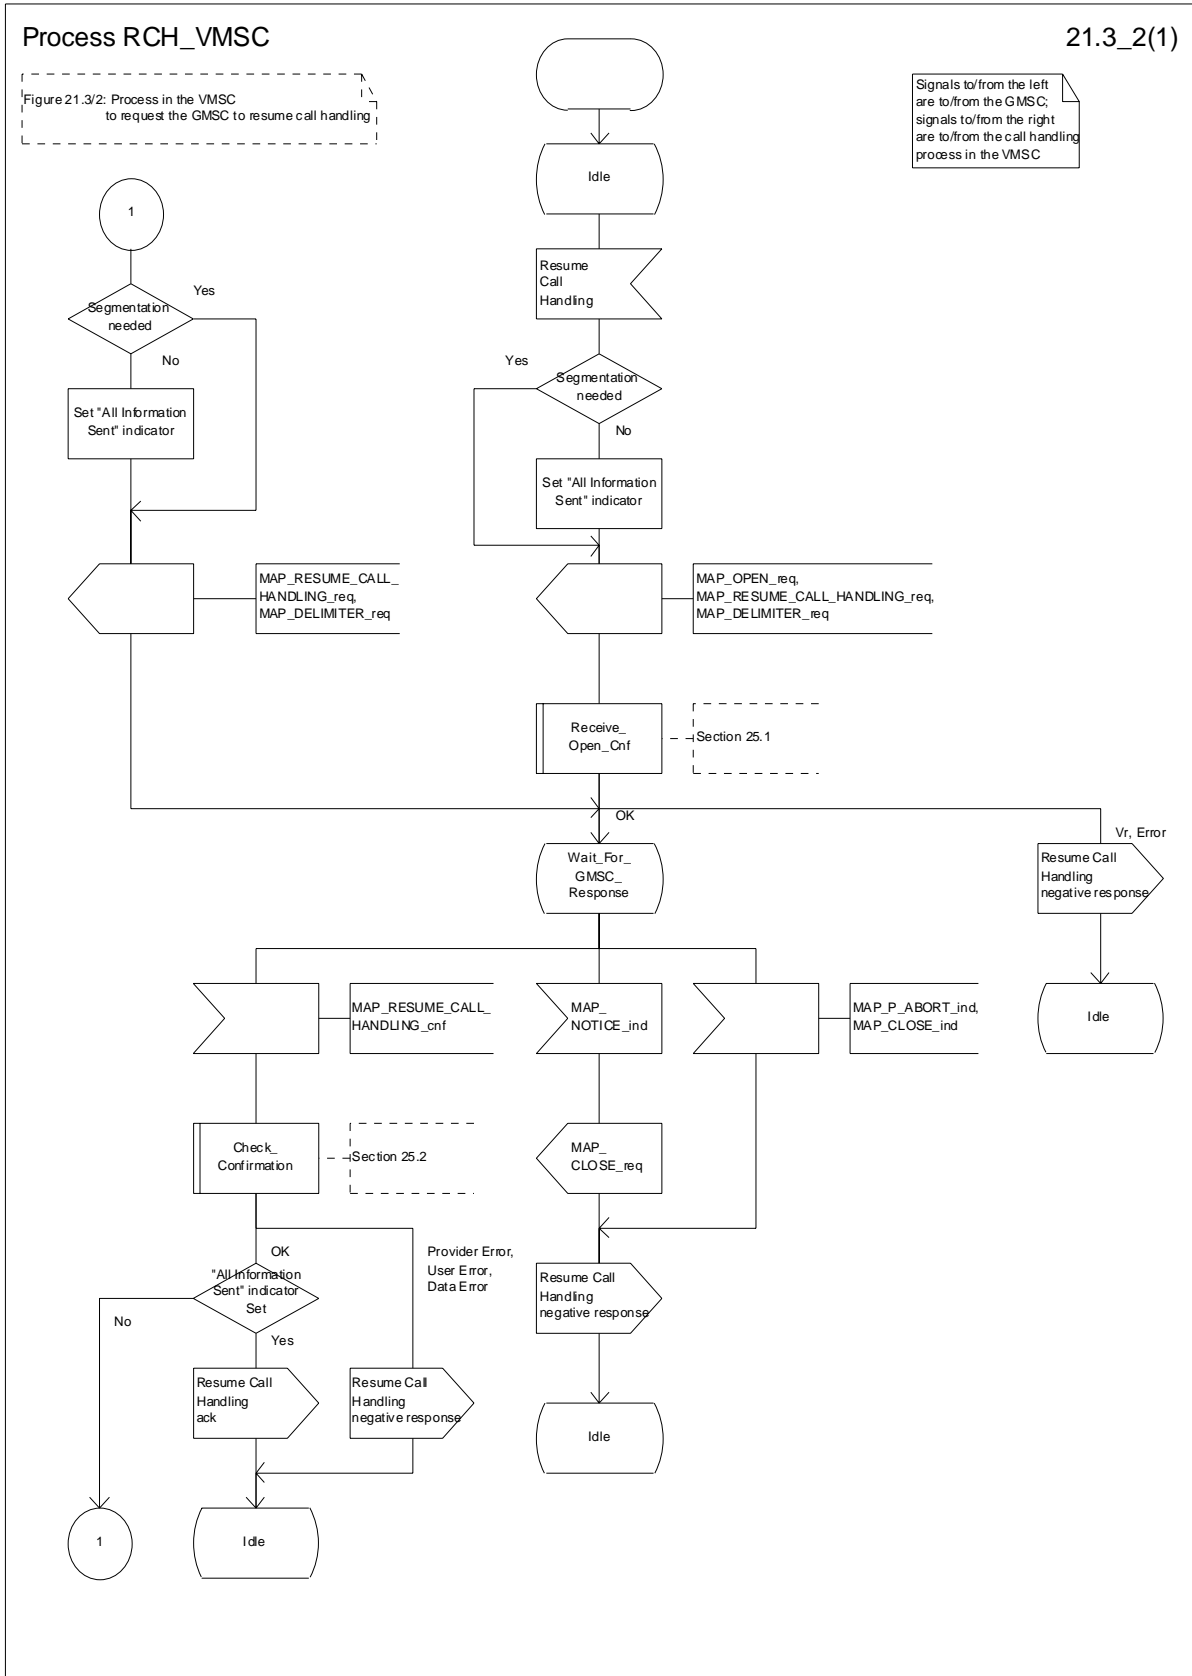 Process RCH_VMSC
21.3_2(1)
Figure 21.3/2: Process in the VMSC
to request the GMSC to resume call handling
Signals to/from the left
are to/from the GMSC;
signals to/from the right
are to/from the call handling
process in the VMSC
Idle
1
Resume
Call
Handling
Segmentation
needed
Yes
No
Set "All Information
Sent" indicator
Yes
Segmentation
needed
No
Set "All Information
Sent" indicator
MAP_RESUME_CALL_
HANDLING_req,
MAP_DELIMITER_req
MAP_OPEN_req,
MAP_RESUME_CALL_HANDLING_req,
MAP_DELIMITER_req
Receive_
Open_Cnf
Section 25.1
OK
Vr, Error
Wait_For_
GMSC_
Response
Resume Call
Handling
negative response
MAP_RESUME_CALL_
HANDLING_cnf
MAP_
NOTICE_ind
MAP_P_ABORT_ind,
MAP_CLOSE_ind
Idle
Check_
Confirmation
Section 25.2
MAP_
CLOSE_req
OK
Provider Error,
User Error,
Data Error
"All Information
Sent" indicator
Set
No
Yes
Resume Call
Handling
negative response
Resume Call
Handling
ack
Resume Call
Handling
negative response
Idle
1
Idle